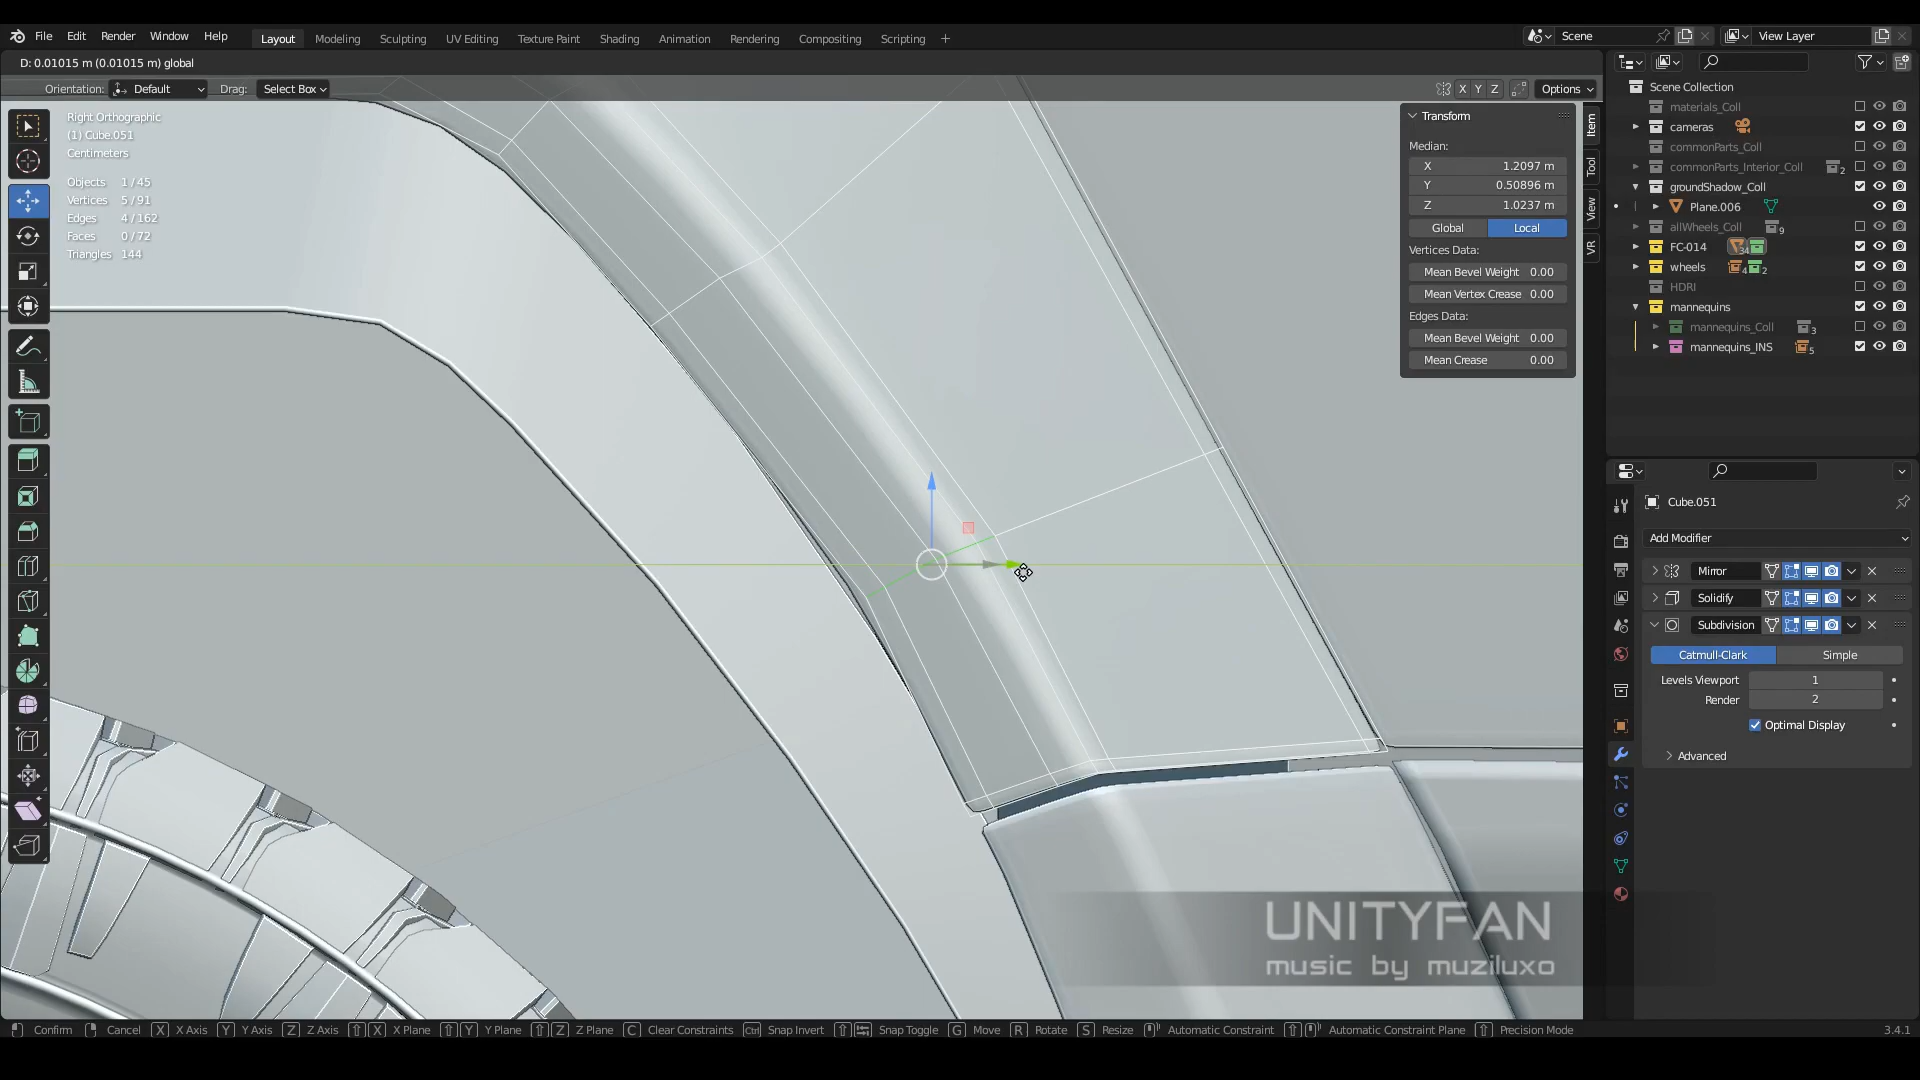 File Edit Render Window Help Layout Modeling Sculpting UV Editing Texture Paint Shading Animation Rendering Compositing Scripting + Scene View Layer
D: 0.01015 m (0.01015 m) global
Orientation: Default Drag: Select Box X Y Z Options
Right Orthographic
(1) Cube.051
Centimeters
Objects 1 / 45
Vertices 5 / 91
Edges 4 / 162
Faces 0 / 72
Triangles 144
Transform
Median:
X 1.2097 m
Y 0.50896 m
Z 1.0237 m
Global Local
Vertices Data:
Mean Bevel Weight 0.00
Mean Vertex Crease 0.00
Edges Data:
Mean Bevel Weight 0.00
Mean Crease 0.00
Item
Tool
View
VR
Scene Collection
materials_Coll
cameras
commonParts_Coll
commonParts_Interior_Coll 2
groundShadow_Coll
Plane.006
allWheels_Coll 9
FC-014 34
wheels 4 2
HDRI
mannequins
mannequins_Coll 3
mannequins_INS 5
Cube.051
Add Modifier
Mirror
Solidify
Subdivision
Catmull-Clark Simple
Levels Viewport 1
Render 2
Optimal Display
Advanced
UNITYFAN
music by muziluxo
Confirm Cancel X X Axis Y Y Axis Z Z Axis X X Plane Y Y Plane Z Z Plane C Clear Constraints Ctrl Snap Invert Snap Toggle G Move R Rotate S Resize Automatic Constraint Automatic Constraint Plane Precision Mode 3.4.1